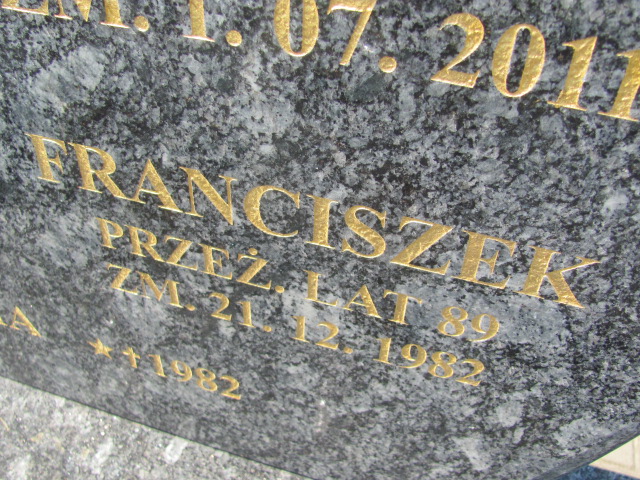 ZM. 1. 07. 2011
FRANCISZEK
PRZEŻ. LAT 89
ZM. 21. 12. 1982
★ ✝ 1982